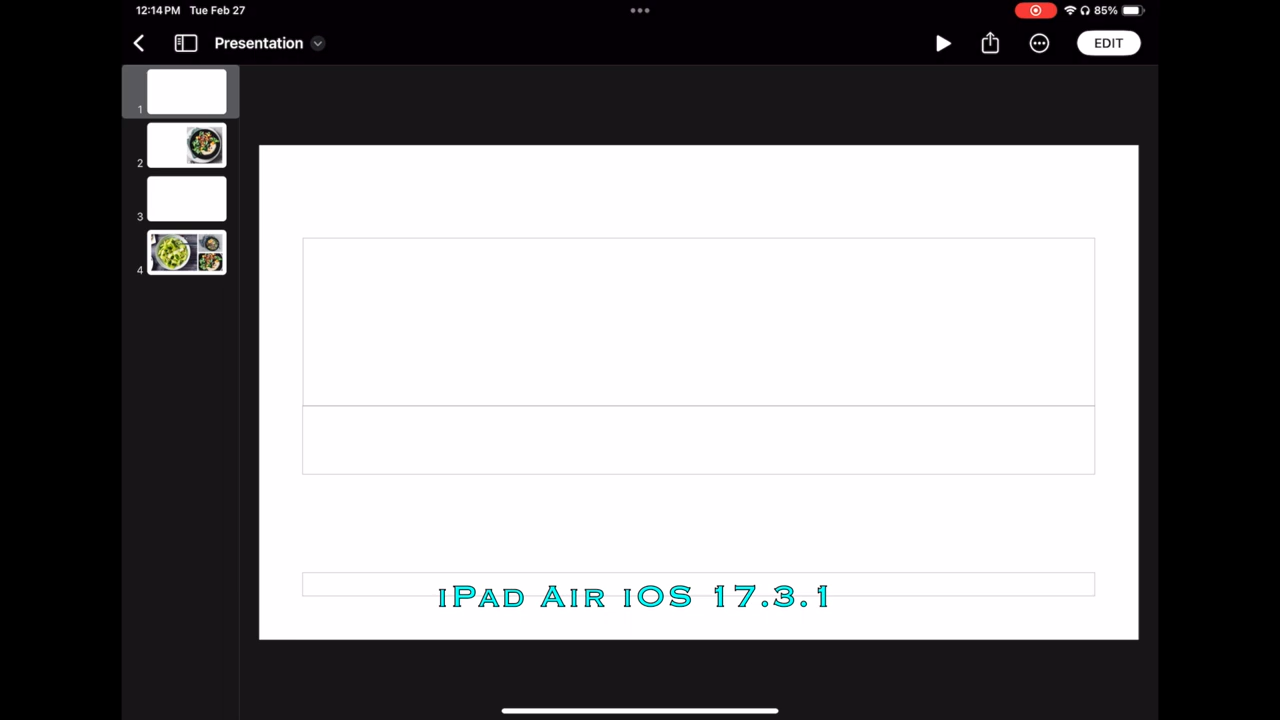 12:14 PM Tue Feb 27
85%
Presentation
EDIT
1
2
3
4
iPad Air iOS 17.3.1